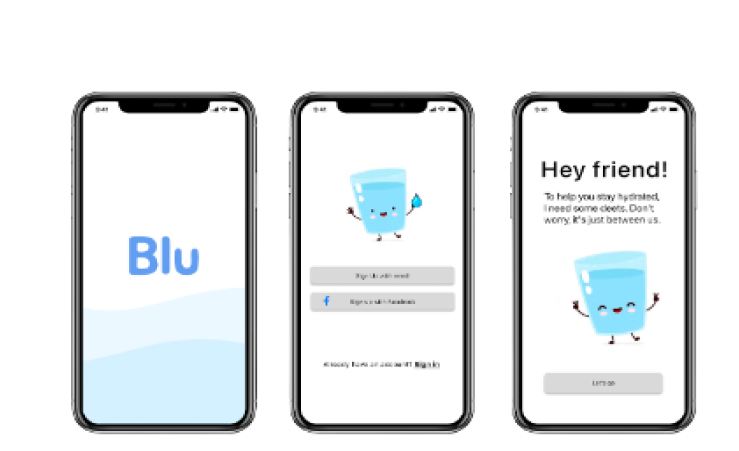 9:41
Blu
9:41
Sign Up with email
Sign up with Facebook
Already have an account? Sign in
9:41
Hey friend!
To help you stay hydrated,
I need some deets. Don't
worry, it's just between us.
Let's go